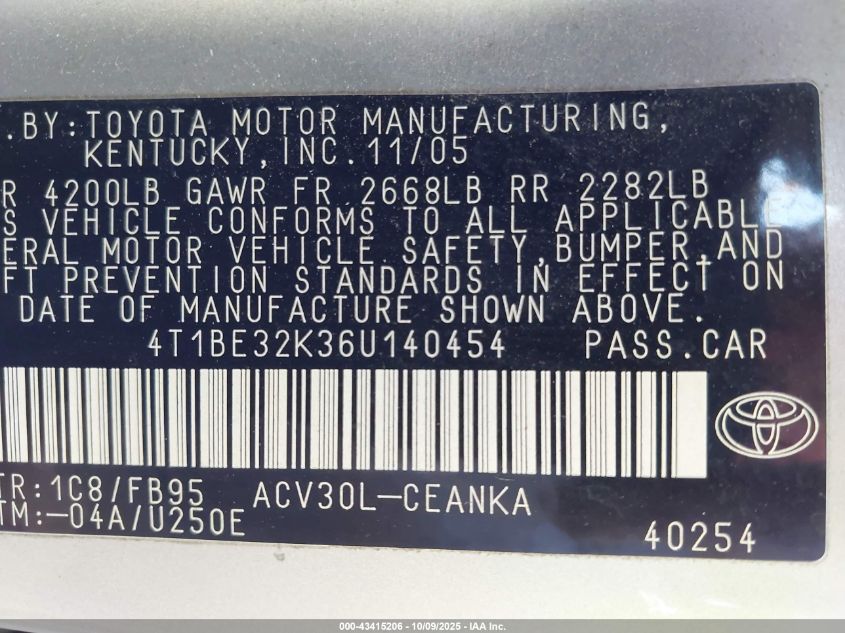 .BY:TOYOTA MOTOR MANUFACTURING,
KENTUCKY,INC.11/05
R 4200LB GAWR FR 2668LB RR 2282LB
S VEHICLE CONFORMS TO ALL APPLICABLE
ERAL MOTOR VEHICLE SAFETY,BUMPER,AND
FT PREVENTION STANDARDS IN EFFECT ON
DATE OF MANUFACTURE SHOWN ABOVE.
4T1BE32K36U140454 PASS.CAR
TR:1C8/FB95 ACV30L-CEANKA
TM:-04A/U250E
40254
000-43415206 - 10/09/2025 - IAA Inc.